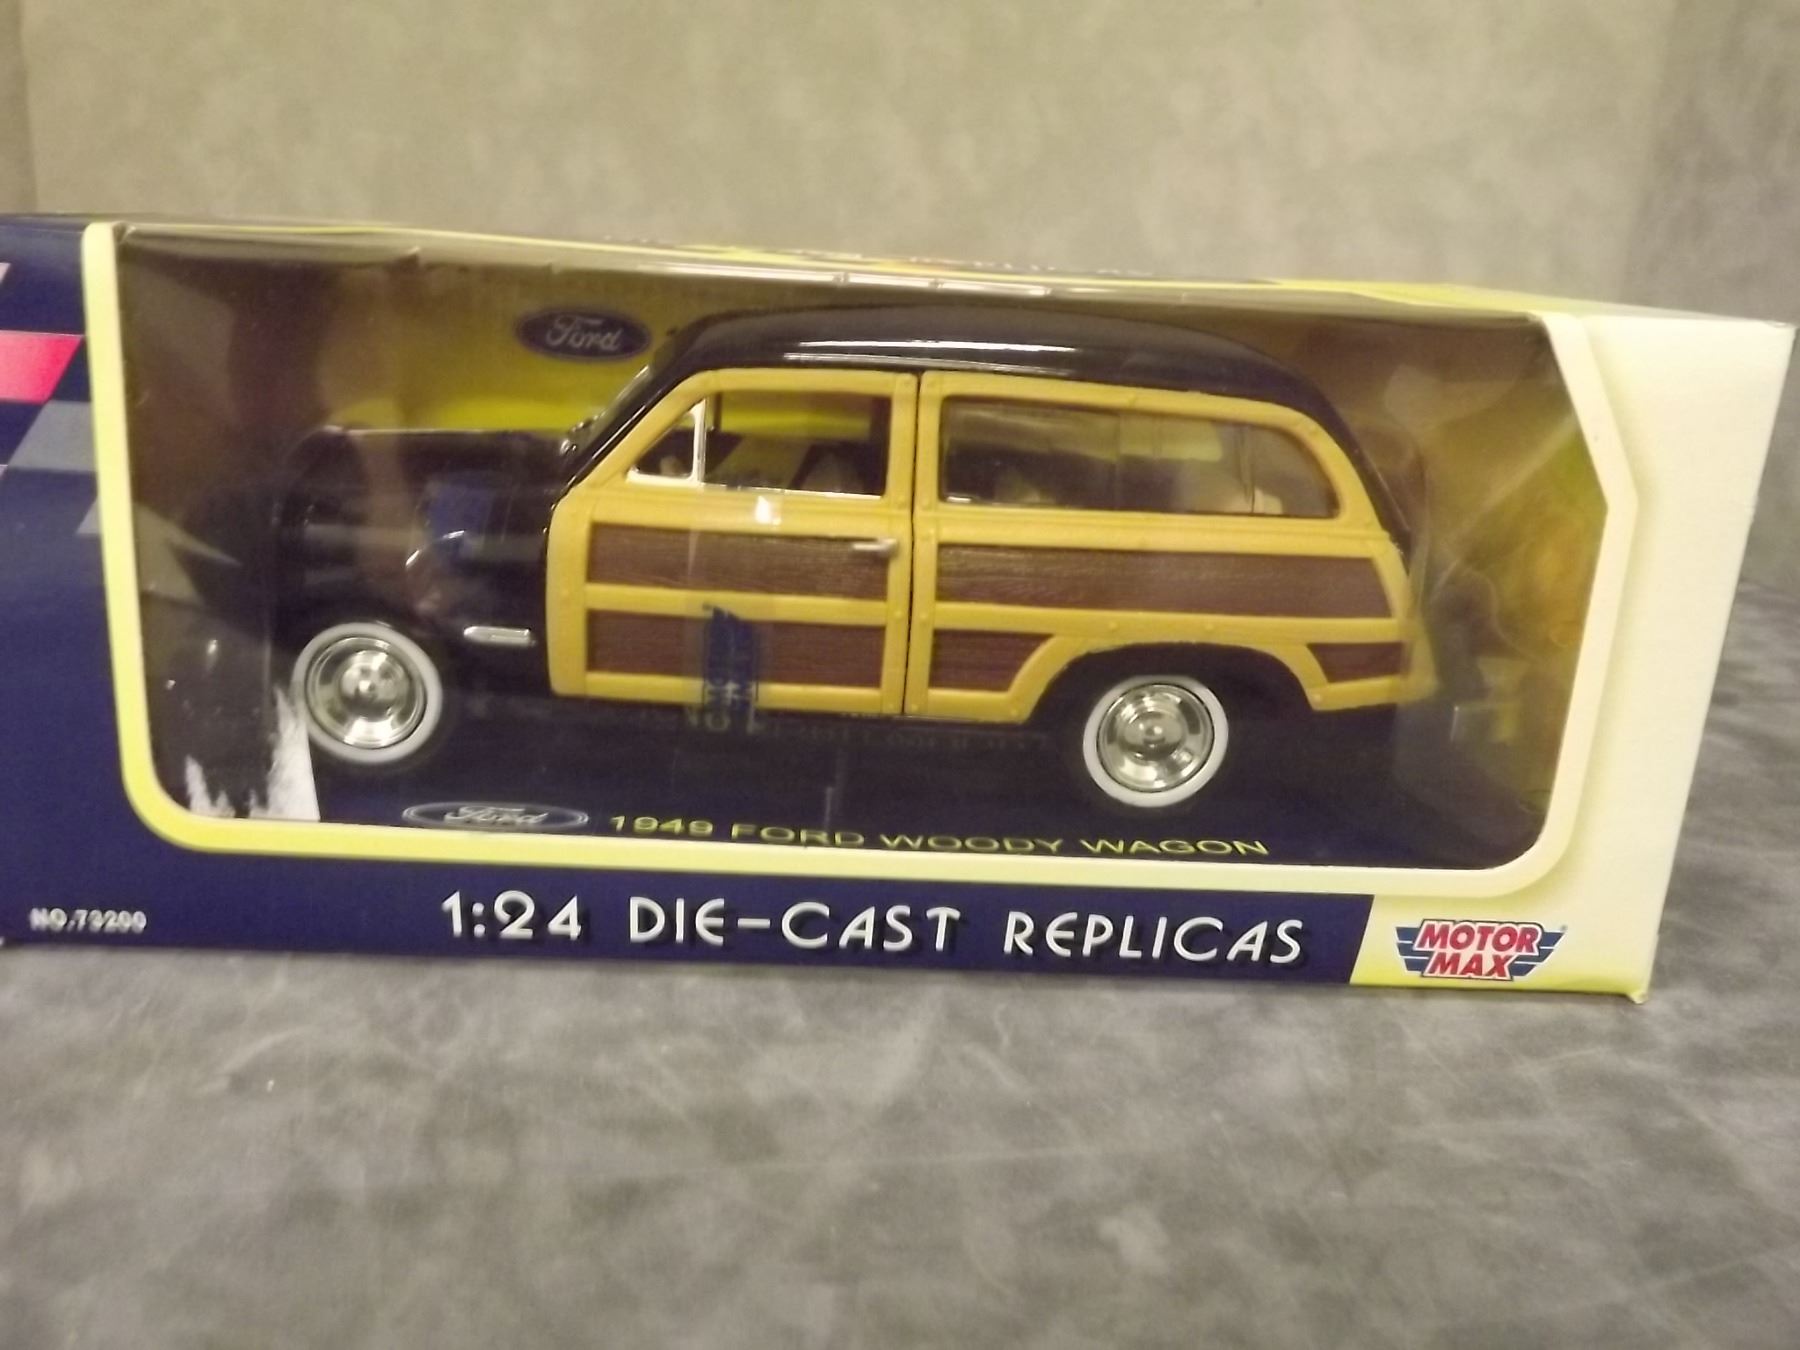 Ford
Ford 1949 FORD WOODY WAGON
NO.73200
1:24 DIE-CAST REPLICAS
MOTOR
MAX